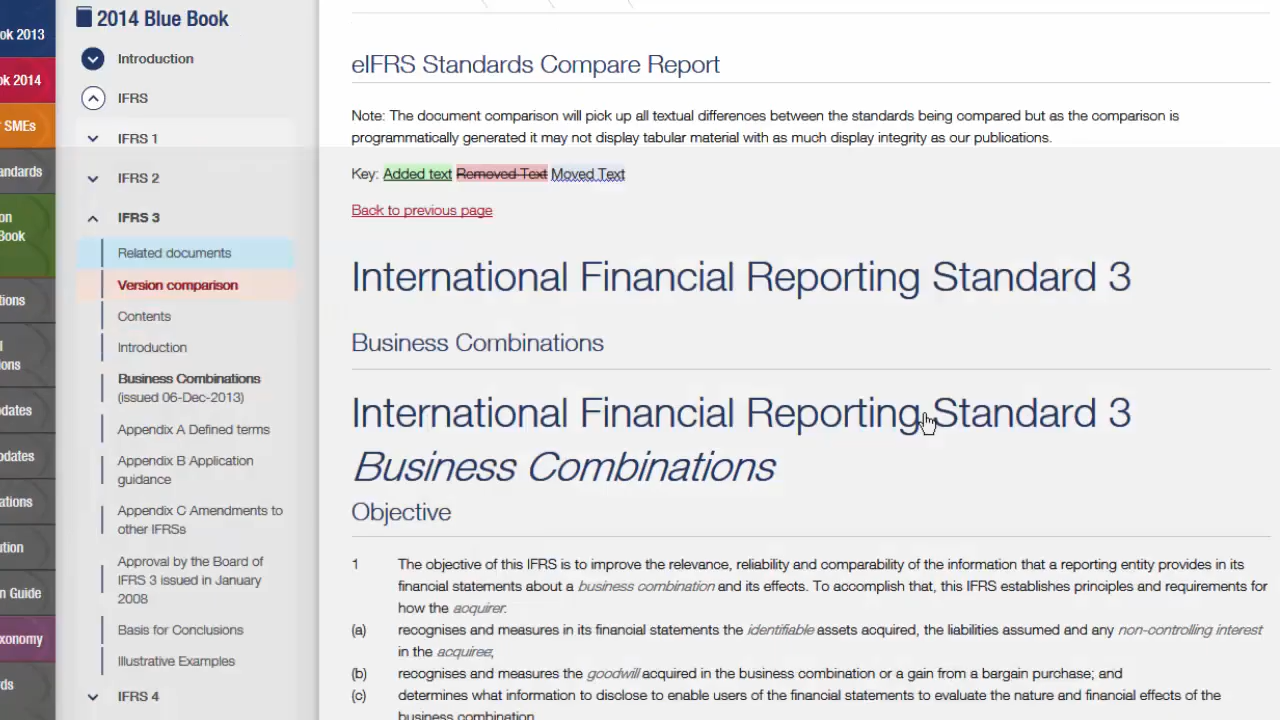 ok 2013
ok 2014
SMEs
andards
on
Book
tions
l
ions
odates
odates
ations
ution
n Guide
xonomy
ds
2014 Blue Book
Introduction
IFRS
IFRS 1
IFRS 2
IFRS 3
Related documents
Version comparison
Contents
Introduction
Business Combinations
(issued 06-Dec-2013)
Appendix A Defined terms
Appendix B Application
guidance
Appendix C Amendments to
other IFRSs
Approval by the Board of
IFRS 3 issued in January
2008
Basis for Conclusions
Illustrative Examples
IFRS 4
eIFRS Standards Compare Report
Note: The document comparison will pick up all textual differences between the standards being compared but as the comparison is
programmatically generated it may not display tabular material with as much display integrity as our publications.
Key: Added text Removed Text Moved Text
Back to previous page
International Financial Reporting Standard 3
Business Combinations
International Financial Reporting Standard 3
Business Combinations
Objective
1 The objective of this IFRS is to improve the relevance, reliability and comparability of the information that a reporting entity provides in its
financial statements about a business combination and its effects. To accomplish that, this IFRS establishes principles and requirements for
how the acquirer:
(a) recognises and measures in its financial statements the identifiable assets acquired, the liabilities assumed and any non-controlling interest
in the acquiree;
(b) recognises and measures the goodwill acquired in the business combination or a gain from a bargain purchase; and
(c) determines what information to disclose to enable users of the financial statements to evaluate the nature and financial effects of the
business combination.